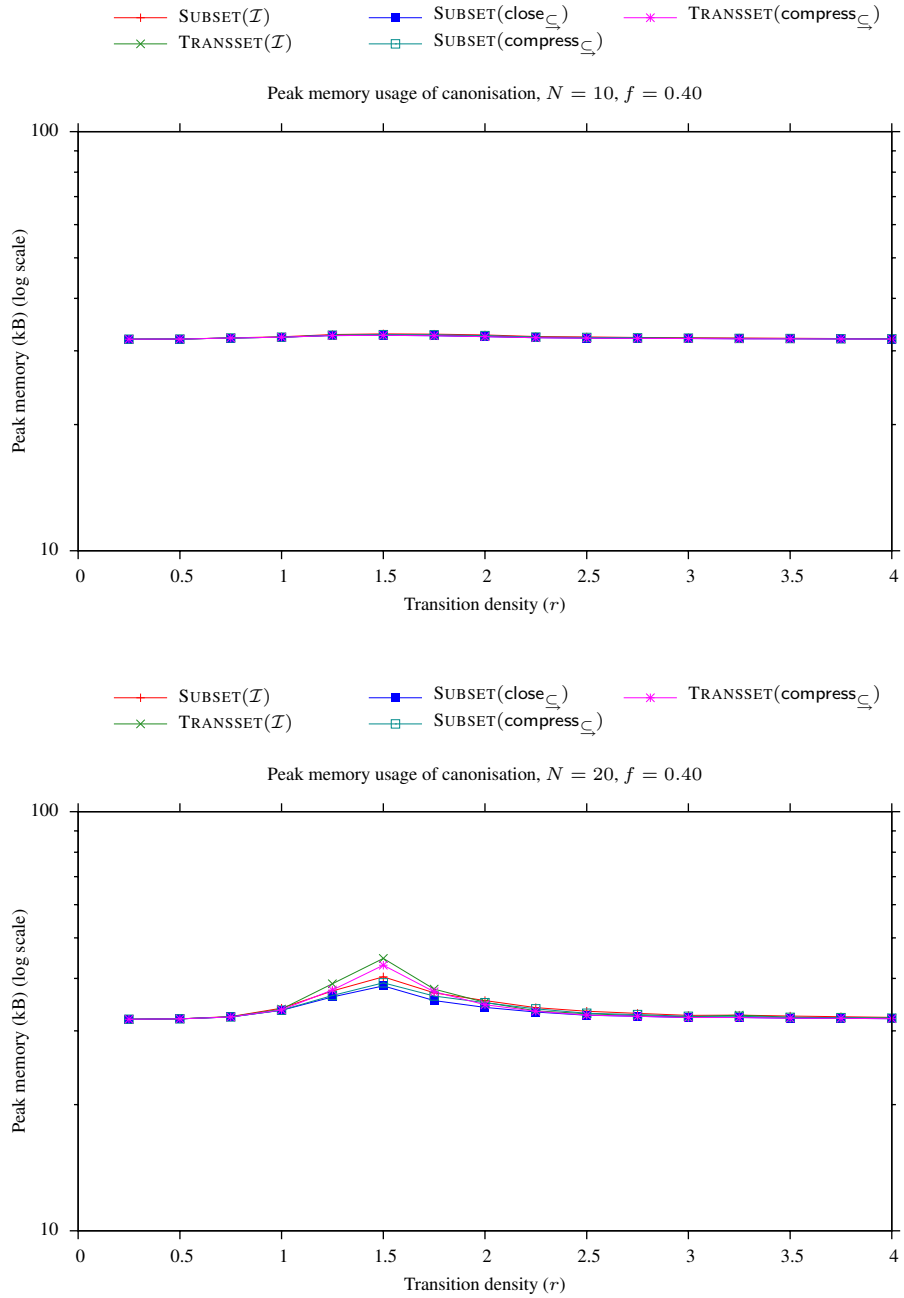 SUBSET(ℐ)
TRANSSET(ℐ)
SUBSET(close⊆→)
SUBSET(compress⊆→)
TRANSSET(compress⊆→)
Peak memory usage of canonisation, N = 10, f = 0.40
100
10
Peak memory (kB) (log scale)
0 0.5 1 1.5 2 2.5 3 3.5 4
Transition density (r)
SUBSET(ℐ)
TRANSSET(ℐ)
SUBSET(close⊆→)
SUBSET(compress⊆→)
TRANSSET(compress⊆→)
Peak memory usage of canonisation, N = 20, f = 0.40
100
10
Peak memory (kB) (log scale)
0 0.5 1 1.5 2 2.5 3 3.5 4
Transition density (r)